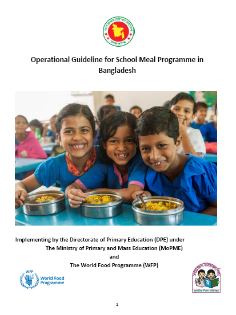 Operational Guideline for School Meal Programme in
Bangladesh
Implementing by the Directorate of Primary Education (DPE) under
The Ministry of Primary and Mass Education (MoPME)
and
The World Food Programme (WFP)
WFP
World Food
Programme
1